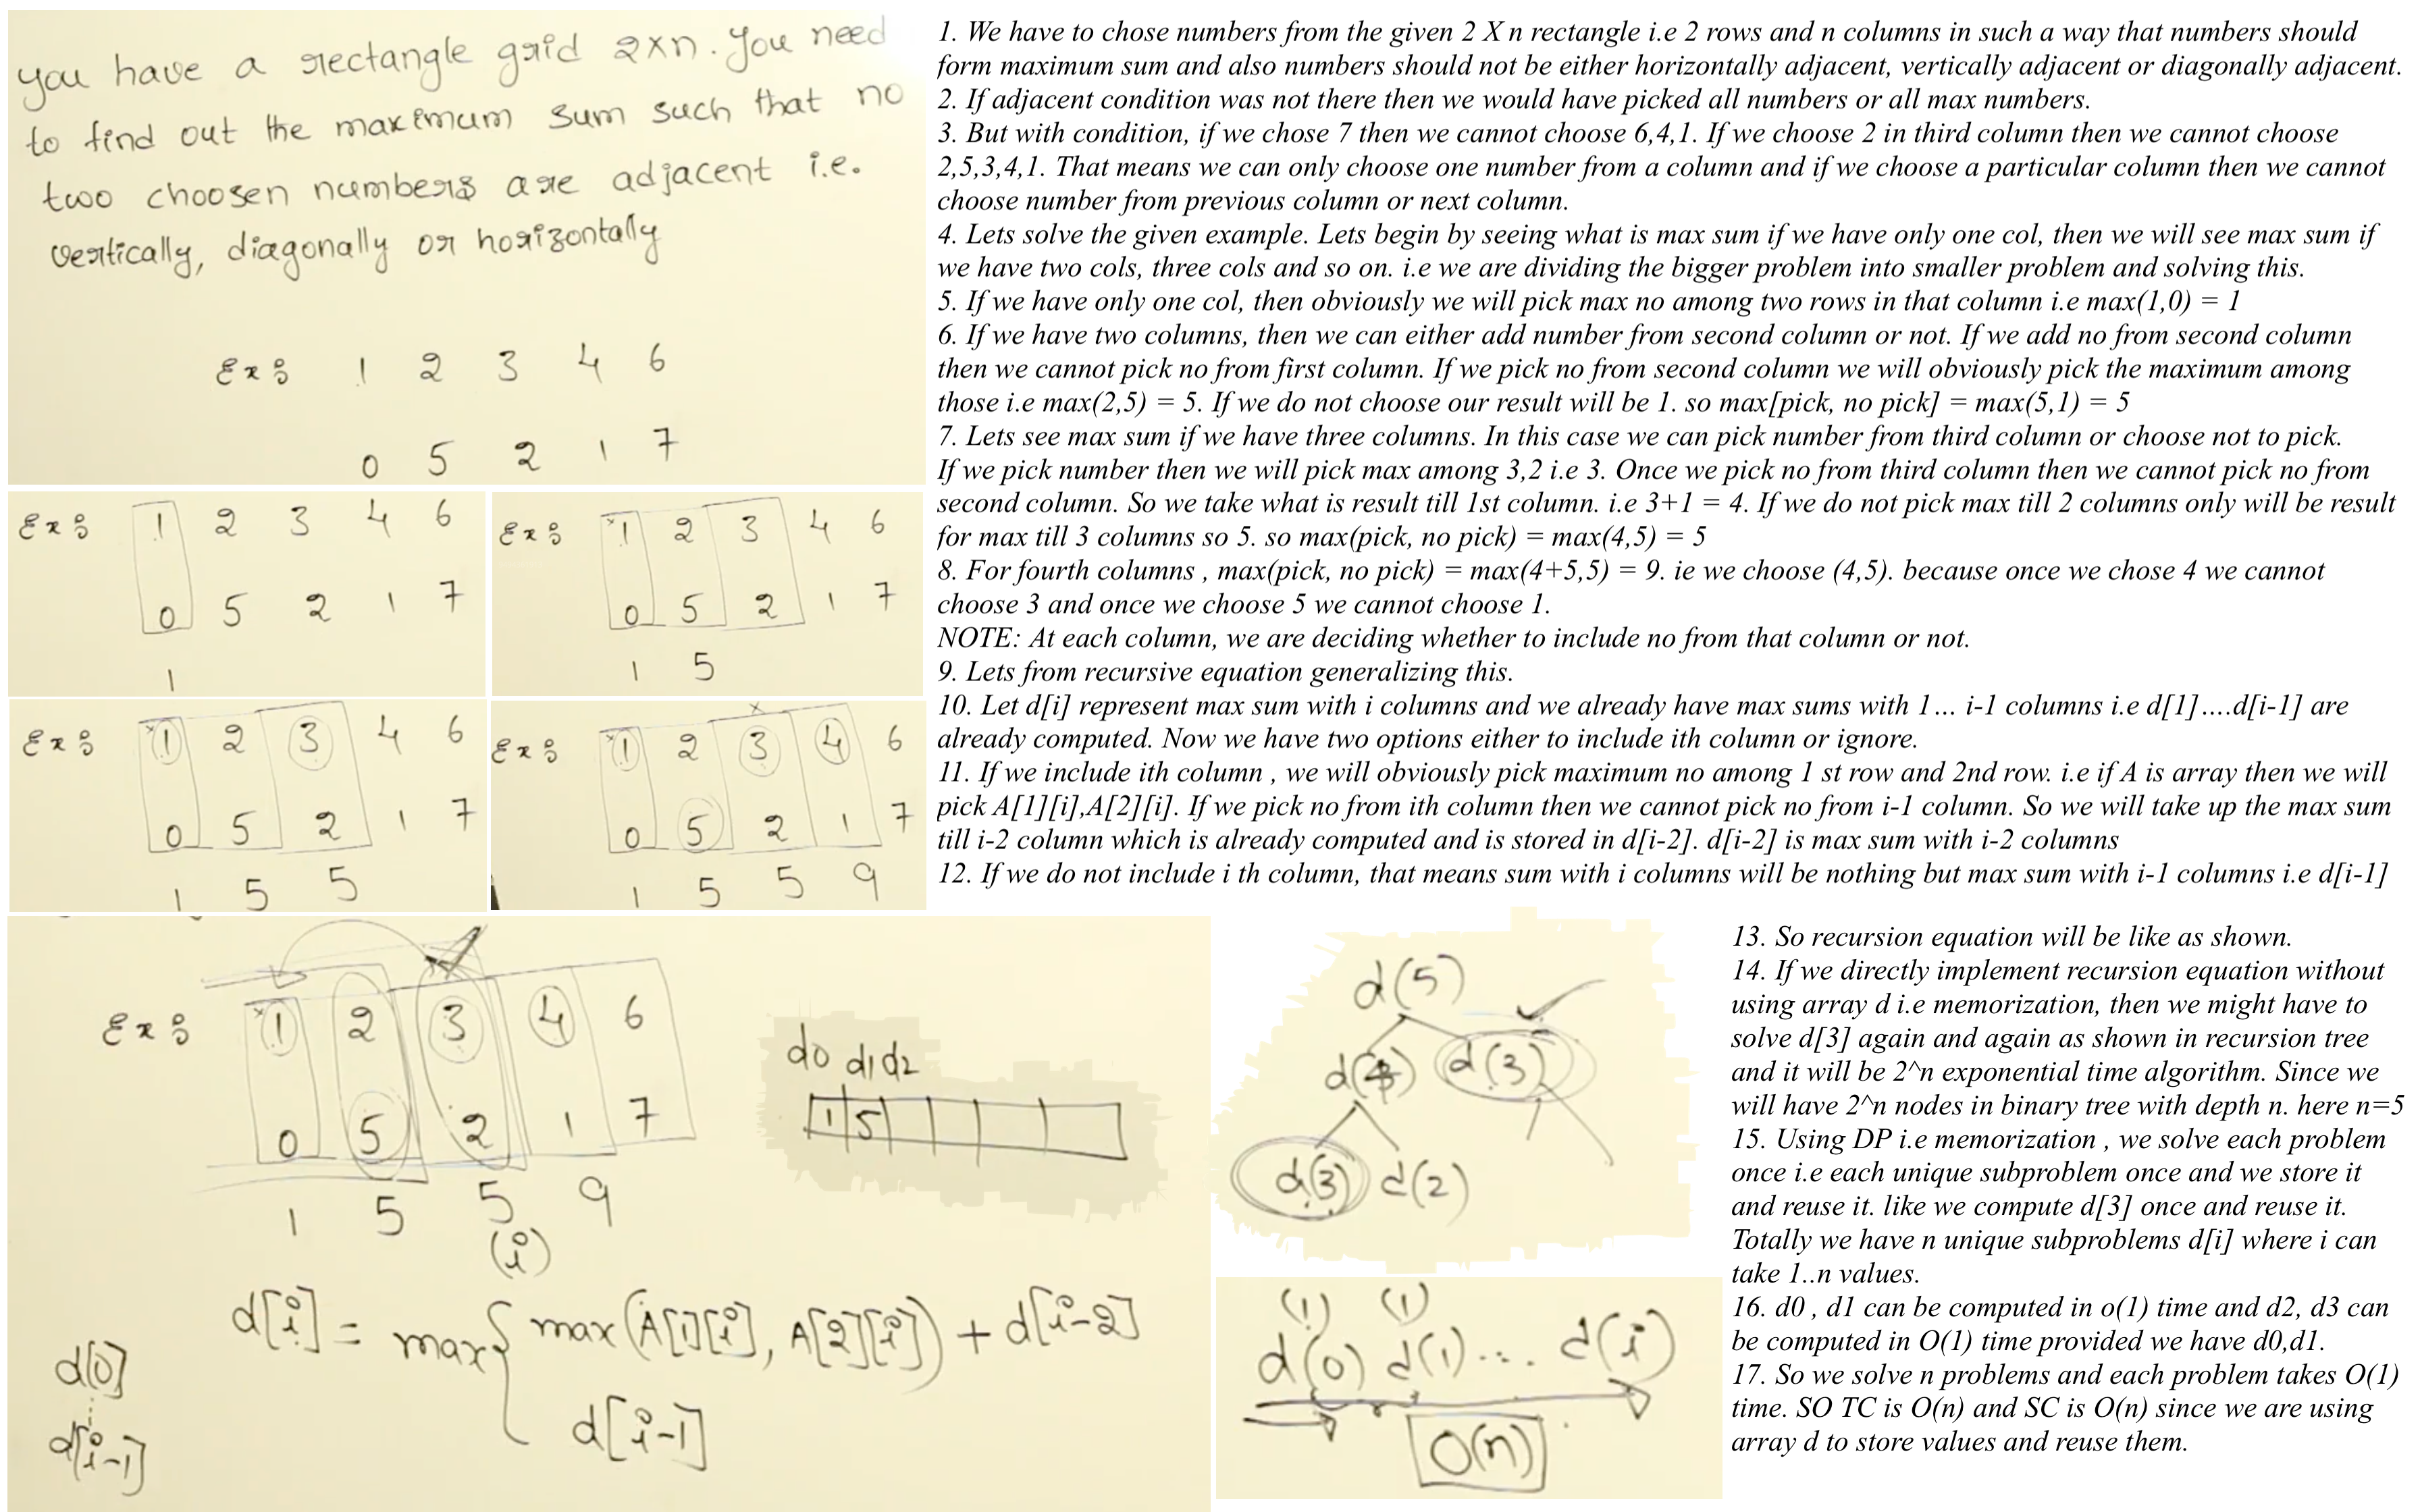 you have a rectangle grid 2×n. You need
to find out the maximum sum such that no
two choosen numbers are adjacent i.e.
vertically, diagonally or horizontally
Ex: 1 2 3 4 6
0 5 2 1 7
Ex: 1 2 3 4 6
0 5 2 1 7
1
Ex: 1 2 3 4 6
0 5 2 1 7
1 5
Ex: 1 2 3 4 6
0 5 2 1 7
1 5 5
Ex: 1 2 3 4 6
0 5 2 1 7
1 5 5 9
1. We have to chose numbers from the given 2 X n rectangle i.e 2 rows and n columns in such a way that numbers should
form maximum sum and also numbers should not be either horizontally adjacent, vertically adjacent or diagonally adjacent.
2. If adjacent condition was not there then we would have picked all numbers or all max numbers.
3. But with condition, if we chose 7 then we cannot choose 6,4,1. If we choose 2 in third column then we cannot choose
2,5,3,4,1. That means we can only choose one number from a column and if we choose a particular column then we cannot
choose number from previous column or next column.
4. Lets solve the given example. Lets begin by seeing what is max sum if we have only one col, then we will see max sum if
we have two cols, three cols and so on. i.e we are dividing the bigger problem into smaller problem and solving this.
5. If we have only one col, then obviously we will pick max no among two rows in that column i.e max(1,0) = 1
6. If we have two columns, then we can either add number from second column or not. If we add no from second column
then we cannot pick no from first column. If we pick no from second column we will obviously pick the maximum among
those i.e max(2,5) = 5. If we do not choose our result will be 1. so max[pick, no pick] = max(5,1) = 5
7. Lets see max sum if we have three columns. In this case we can pick number from third column or choose not to pick.
If we pick number then we will pick max among 3,2 i.e 3. Once we pick no from third column then we cannot pick no from
second column. So we take what is result till 1st column. i.e 3+1 = 4. If we do not pick max till 2 columns only will be result
for max till 3 columns so 5. so max(pick, no pick) = max(4,5) = 5
8. For fourth columns , max(pick, no pick) = max(4+5,5) = 9. ie we choose (4,5). because once we chose 4 we cannot
choose 3 and once we choose 5 we cannot choose 1.
NOTE: At each column, we are deciding whether to include no from that column or not.
9. Lets from recursive equation generalizing this.
10. Let d[i] represent max sum with i columns and we already have max sums with 1... i-1 columns i.e d[1]....d[i-1] are
already computed. Now we have two options either to include ith column or ignore.
11. If we include ith column , we will obviously pick maximum no among 1 st row and 2nd row. i.e if A is array then we will
pick A[1][i],A[2][i]. If we pick no from ith column then we cannot pick no from i-1 column. So we will take up the max sum
till i-2 column which is already computed and is stored in d[i-2]. d[i-2] is max sum with i-2 columns
12. If we do not include i th column, that means sum with i columns will be nothing but max sum with i-1 columns i.e d[i-1]
Ex: 1 2 3 4 6
0 5 2 1 7
1 5 5 9
(i)
d0 d1 d2
1 5
d[i] = max{ max(A[1][i], A[2][i]) + d[i-2]
d[i-1]
d[0]
d[i-1]
d(5)
d(4) d(3)
d(3) d(2)
(1) (1)
d(0) d(1) ... d(i)
O(n)
13. So recursion equation will be like as shown.
14. If we directly implement recursion equation without
using array d i.e memorization, then we might have to
solve d[3] again and again as shown in recursion tree
and it will be 2^n exponential time algorithm. Since we
will have 2^n nodes in binary tree with depth n. here n=5
15. Using DP i.e memorization , we solve each problem
once i.e each unique subproblem once and we store it
and reuse it. like we compute d[3] once and reuse it.
Totally we have n unique subproblems d[i] where i can
take 1..n values.
16. d0 , d1 can be computed in o(1) time and d2, d3 can
be computed in O(1) time provided we have d0,d1.
17. So we solve n problems and each problem takes O(1)
time. SO TC is O(n) and SC is O(n) since we are using
array d to store values and reuse them.